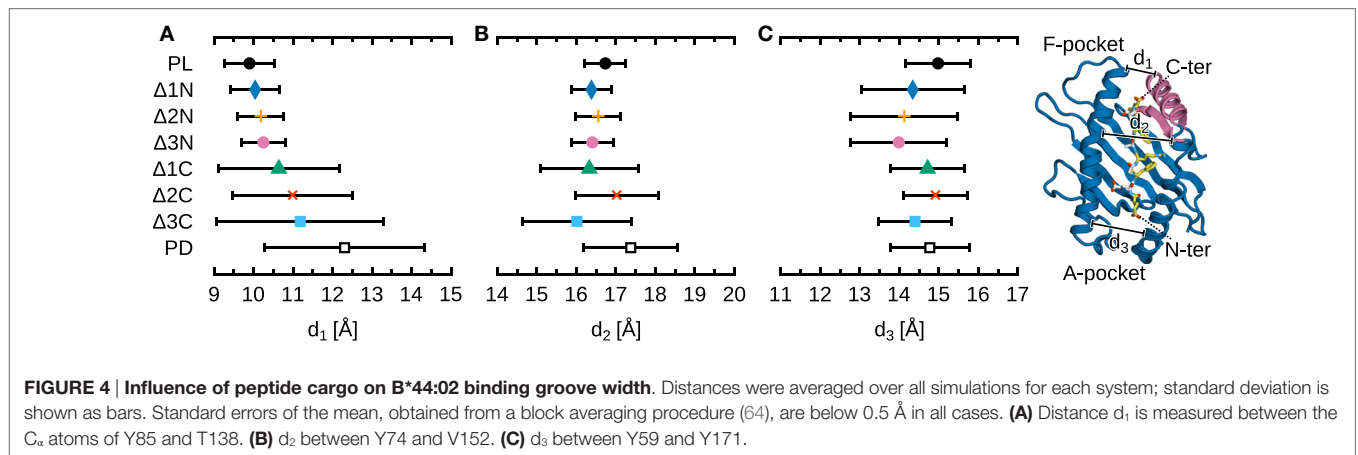 A
B
C
PL
Δ1N
Δ2N
Δ3N
Δ1C
Δ2C
Δ3C
PD
9 10 11 12 13 14 15
d₁ [Å]
14 15 16 17 18 19 20
d₂ [Å]
11 12 13 14 15 16 17
d₃ [Å]
F-pocket
d₁
C-ter
d₂
d₃
N-ter
A-pocket
FIGURE 4 | Influence of peptide cargo on B*44:02 binding groove width. Distances were averaged over all simulations for each system; standard deviation is
shown as bars. Standard errors of the mean, obtained from a block averaging procedure (64), are below 0.5 Å in all cases. (A) Distance d₁ is measured between the
Cα atoms of Y85 and T138. (B) d₂ between Y74 and V152. (C) d₃ between Y59 and Y171.